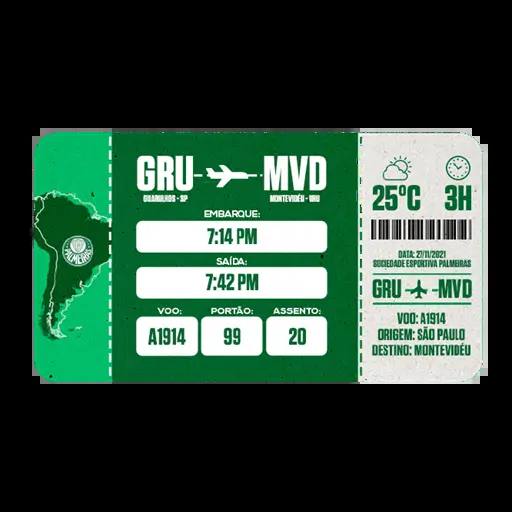 GRU MVD
GUARULHOS - SP MONTEVIDÉU - URU
EMBARQUE:
7:14 PM
SAÍDA:
7:42 PM
VOO: PORTÃO: ASSENTO:
A1914 99 20
PALMEIRAS
25ºC 3H
DATA: 27/11/2021
SOCIEDADE ESPORTIVA PALMEIRAS
GRU MVD
VOO: A1914
ORIGEM: SÃO PAULO
DESTINO: MONTEVIDÉU